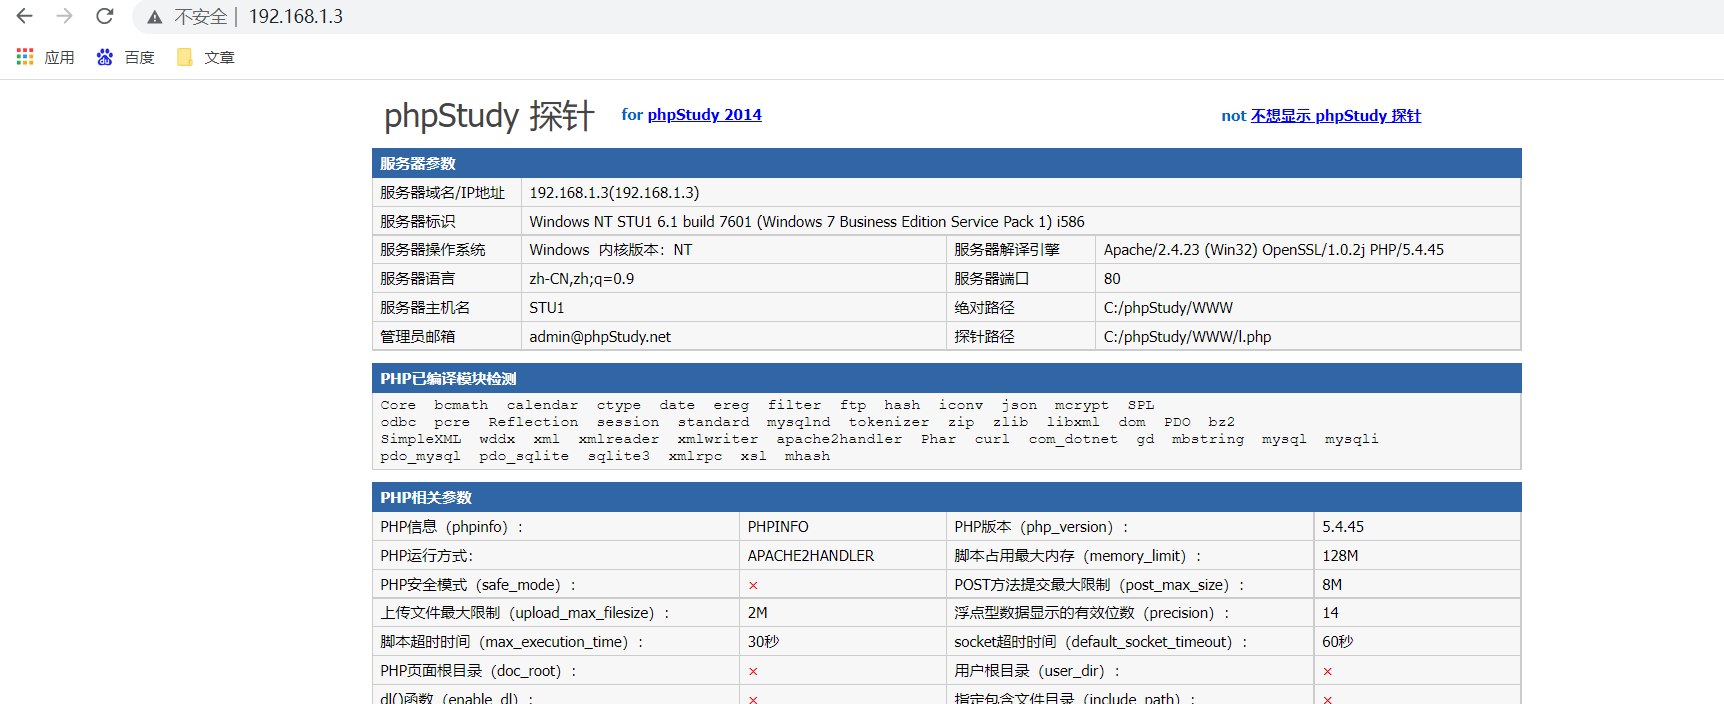 不安全 | 192.168.1.3
应用 百度 文章
phpStudy 探针 for phpStudy 2014 not 不想显示 phpStudy 探针
服务器参数
服务器域名/IP地址 192.168.1.3(192.168.1.3)
服务器标识 Windows NT STU1 6.1 build 7601 (Windows 7 Business Edition Service Pack 1) i586
服务器操作系统 Windows 内核版本：NT 服务器解译引擎 Apache/2.4.23 (Win32) OpenSSL/1.0.2j PHP/5.4.45
服务器语言 zh-CN,zh;q=0.9 服务器端口 80
服务器主机名 STU1 绝对路径 C:/phpStudy/WWW
管理员邮箱 admin@phpStudy.net 探针路径 C:/phpStudy/WWW/l.php
PHP已编译模块检测
Core bcmath calendar ctype date ereg filter ftp hash iconv json mcrypt SPL
odbc pcre Reflection session standard mysqlnd tokenizer zip zlib libxml dom PDO bz2
SimpleXML wddx xml xmlreader xmlwriter apache2handler Phar curl com_dotnet gd mbstring mysql mysqli
pdo_mysql pdo_sqlite sqlite3 xmlrpc xsl mhash
PHP相关参数
PHP信息（phpinfo）： PHPINFO PHP版本（php_version）： 5.4.45
PHP运行方式： APACHE2HANDLER 脚本占用最大内存（memory_limit）： 128M
PHP安全模式（safe_mode）： × POST方法提交最大限制（post_max_size）： 8M
上传文件最大限制（upload_max_filesize）： 2M 浮点型数据显示的有效位数（precision）： 14
脚本超时时间（max_execution_time）： 30秒 socket超时时间（default_socket_timeout）： 60秒
PHP页面根目录（doc_root）： × 用户根目录（user_dir）： ×
dl()函数（enable_dl）： × 指定包含文件目录（include_path）： ×